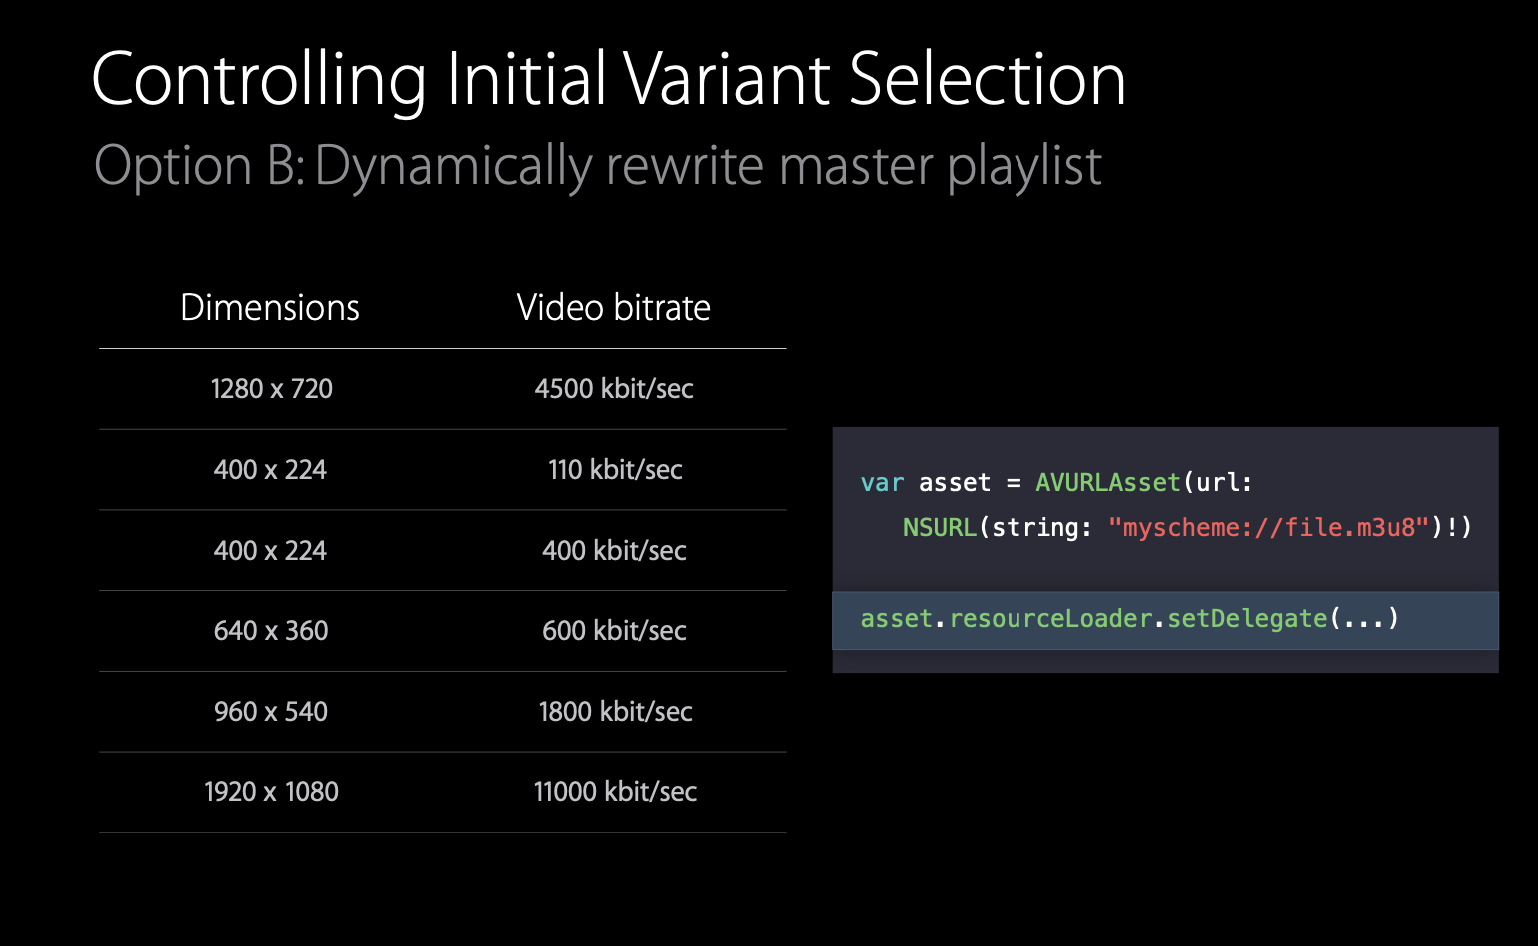 Controlling Initial Variant Selection
Option B: Dynamically rewrite master playlist
Dimensions Video bitrate
1280 x 720 4500 kbit/sec
400 x 224 110 kbit/sec
400 x 224 400 kbit/sec
640 x 360 600 kbit/sec
960 x 540 1800 kbit/sec
1920 x 1080 11000 kbit/sec
var asset = AVURLAsset(url:
NSURL(string: "myscheme://file.m3u8")!)
asset.resourceLoader.setDelegate(...)